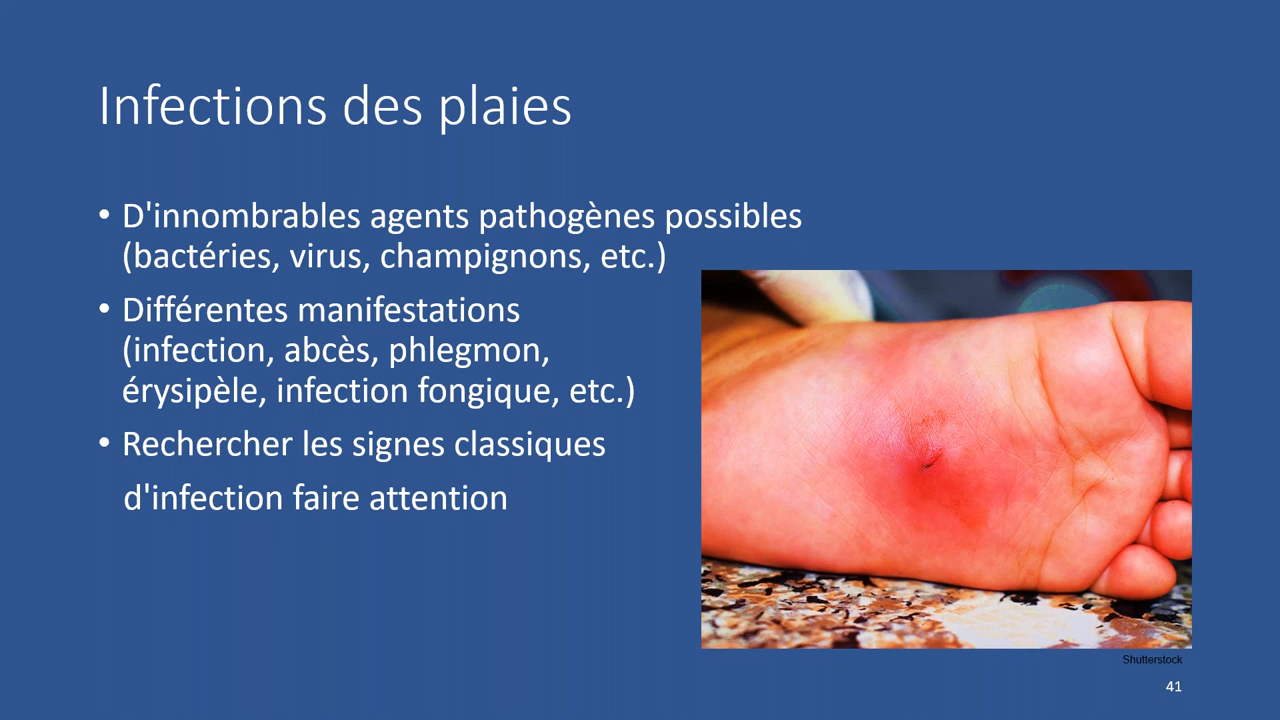 Infections des plaies
• D'innombrables agents pathogènes possibles
(bactéries, virus, champignons, etc.)
• Différentes manifestations
(infection, abcès, phlegmon,
érysipèle, infection fongique, etc.)
• Rechercher les signes classiques
d'infection faire attention
Shutterstock
41